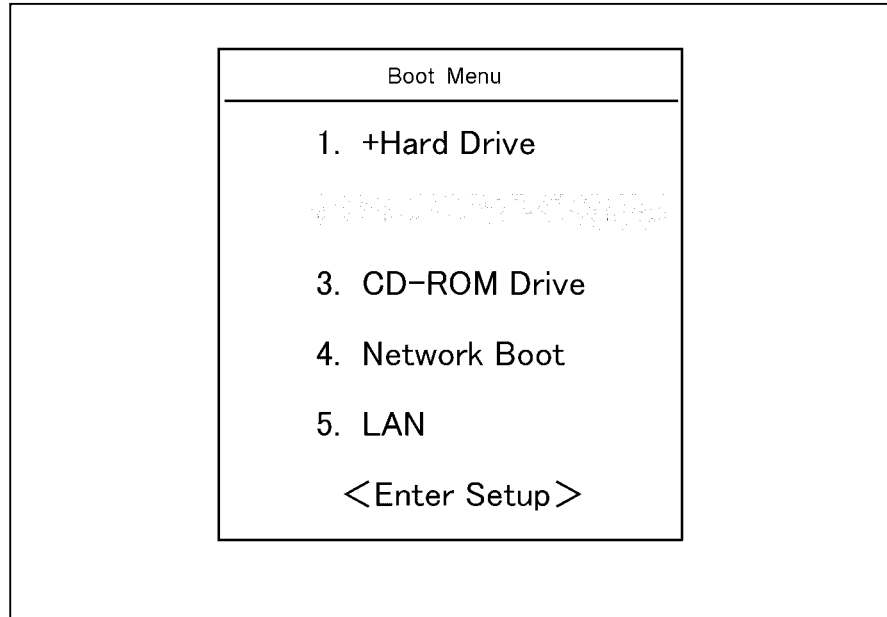 Boot Menu
1. +Hard Drive
3. CD-ROM Drive
4. Network Boot
5. LAN
<Enter Setup>